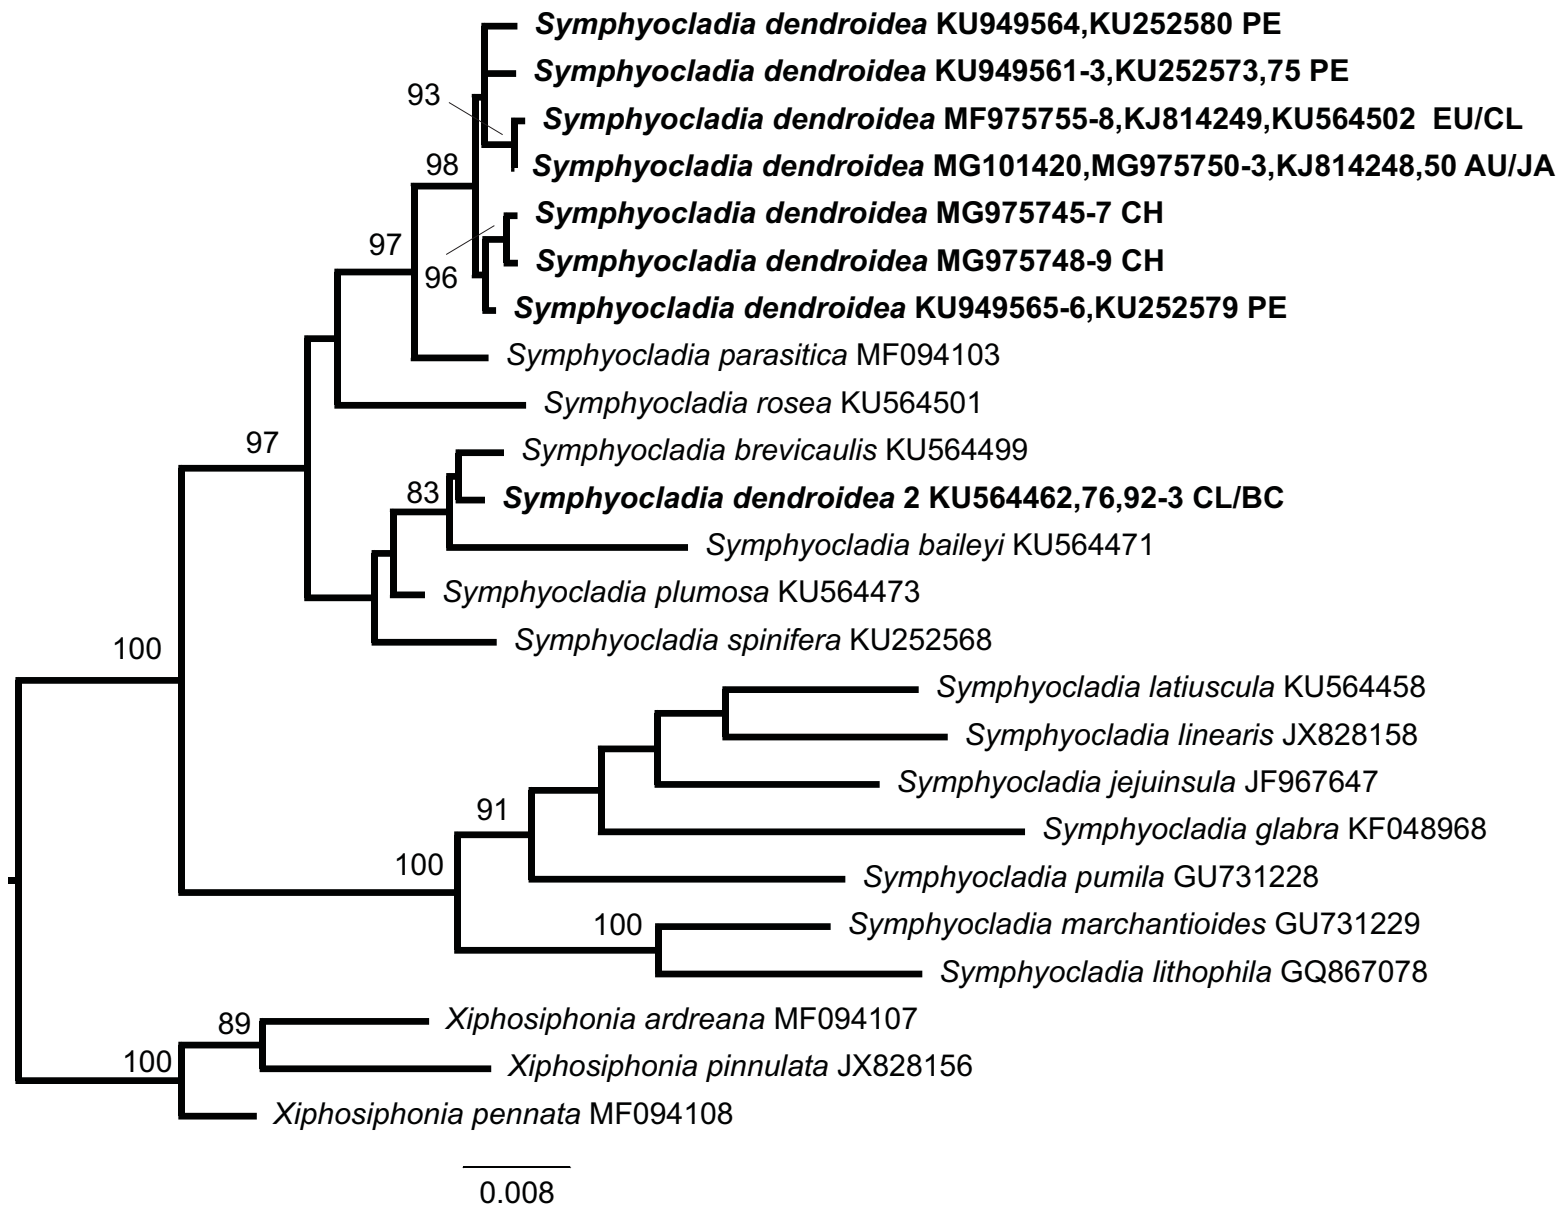 Symphyocladia dendroidea KU949564,KU252580 PE
Symphyocladia dendroidea KU949561-3,KU252573,75 PE
93
Symphyocladia dendroidea MF975755-8,KJ814249,KU564502 EU/CL
98
Symphyocladia dendroidea MG101420,MG975750-3,KJ814248,50 AU/JA
Symphyocladia dendroidea MG975745-7 CH
97
Symphyocladia dendroidea MG975748-9 CH
96
Symphyocladia dendroidea KU949565-6,KU252579 PE
Symphyocladia parasitica MF094103
Symphyocladia rosea KU564501
97
Symphyocladia brevicaulis KU564499
83
Symphyocladia dendroidea 2 KU564462,76,92-3 CL/BC
Symphyocladia baileyi KU564471
Symphyocladia plumosa KU564473
Symphyocladia spinifera KU252568
100
Symphyocladia latiuscula KU564458
Symphyocladia linearis JX828158
Symphyocladia jejuinsula JF967647
91
Symphyocladia glabra KF048968
100
Symphyocladia pumila GU731228
100
Symphyocladia marchantioides GU731229
Symphyocladia lithophila GQ867078
89
Xiphosiphonia ardreana MF094107
100
Xiphosiphonia pinnulata JX828156
Xiphosiphonia pennata MF094108
0.008